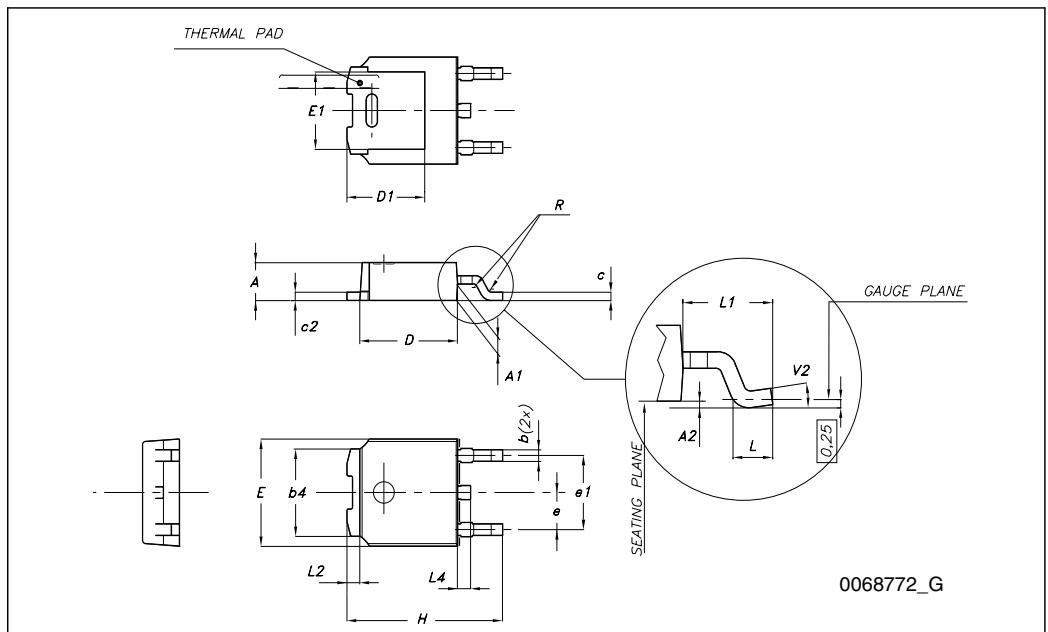 THERMAL PAD
E1
D1
R
A
c
c2
D
A1
L1
GAUGE PLANE
V2
A2
L
0,25
SEATING PLANE
b(2x)
E
b4
e
e1
L2
L4
H
0068772_G